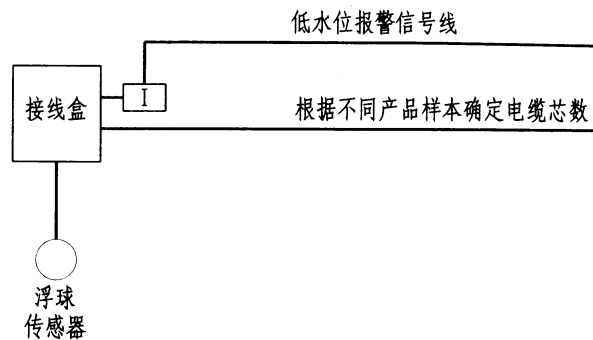 低水位报警信号线
接线盒
I
根据不同产品样本确定电缆芯数
浮球
传感器